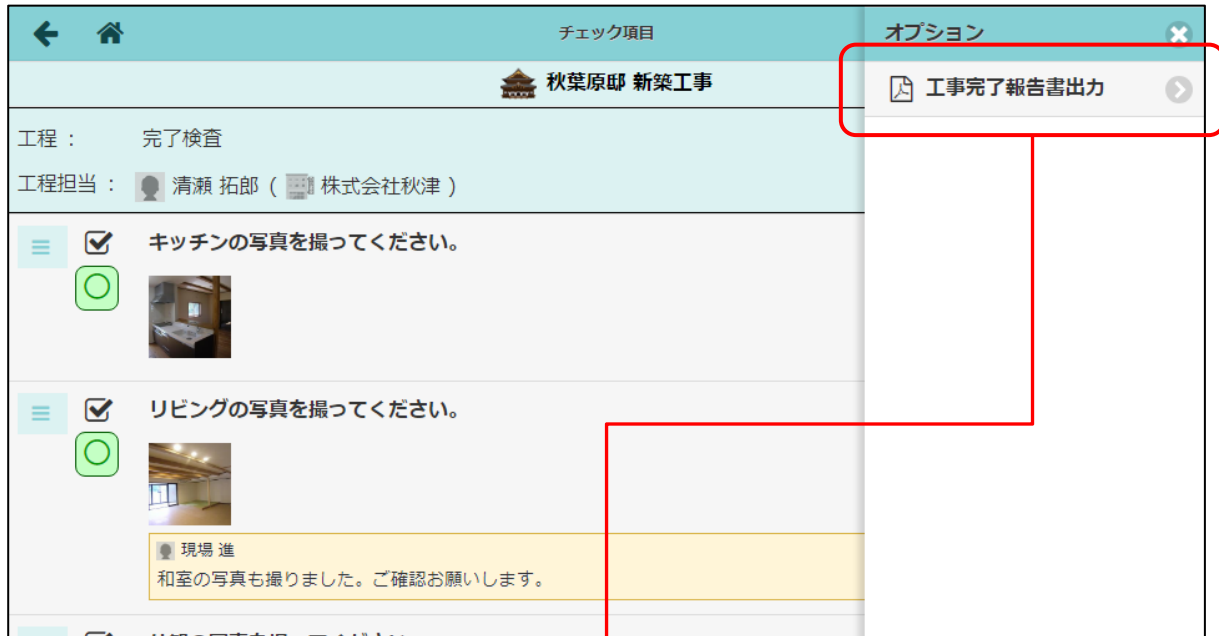 チェック項目
オプション
秋葉原邸 新築工事
工事完了報告書出力
工程 : 完了検査
工程担当 : 清瀬 拓郎 ( 株式会社秋津 )
キッチンの写真を撮ってください。
リビングの写真を撮ってください。
現場 進
和室の写真も撮りました。ご確認お願いします。